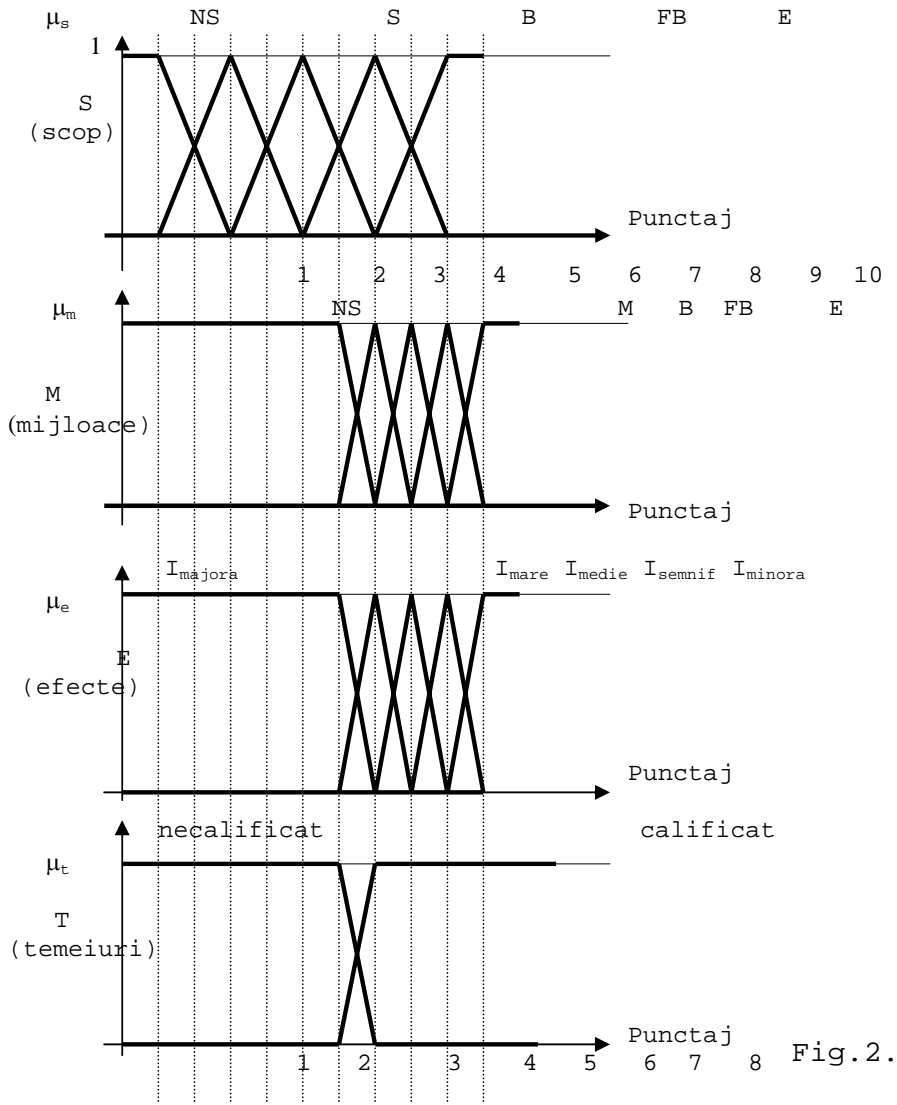 μs NS S B FB E
1
S
(scop)
Punctaj
1 2 3 4 5 6 7 8 9 10
μm NS M B FB E
M
(mijloace)
Punctaj
Imajora Imare Imedie Isemnif Iminora
μe
E
(efecte)
Punctaj
necalificat calificat
μt
T
(temeiuri)
Punctaj
1 2 3 4 5 6 7 8 Fig.2.